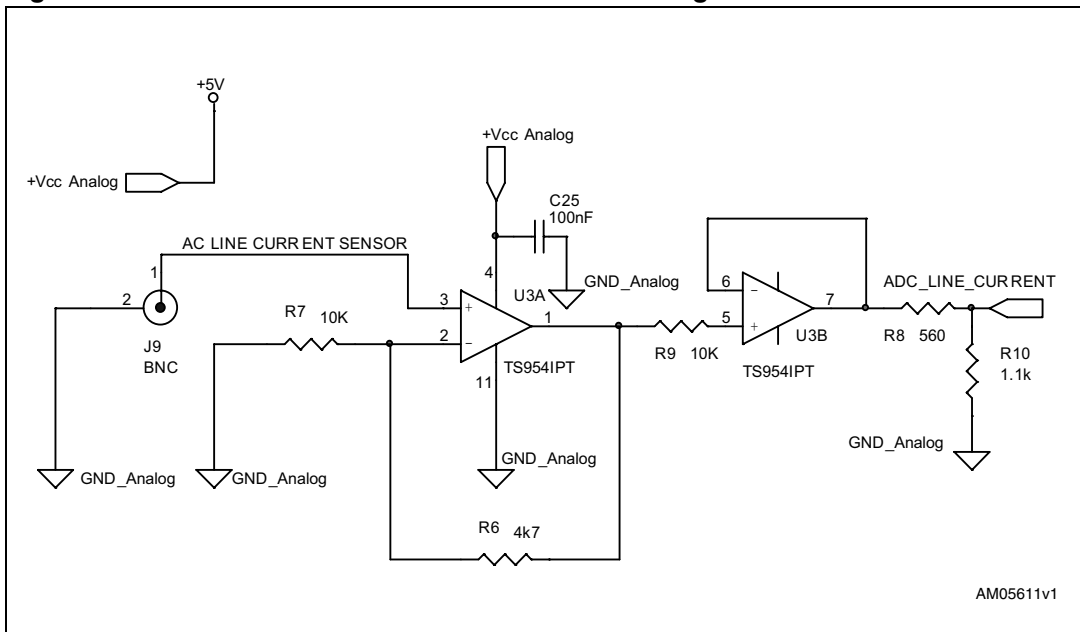 +5V
+Vcc Analog
+Vcc Analog
C25
100nF
AC LINE CURRENT SENSOR
1
2
J9
BNC
GND_Analog
R7
10K
GND_Analog
4
3
+
2
-
1
11
U3A
TS954IPT
GND_Analog
GND_Analog
R6
4k7
R9
10K
6
-
5
+
7
U3B
TS954IPT
ADC_LINE_CURRENT
R8
560
R10
1.1k
GND_Analog
AM05611v1